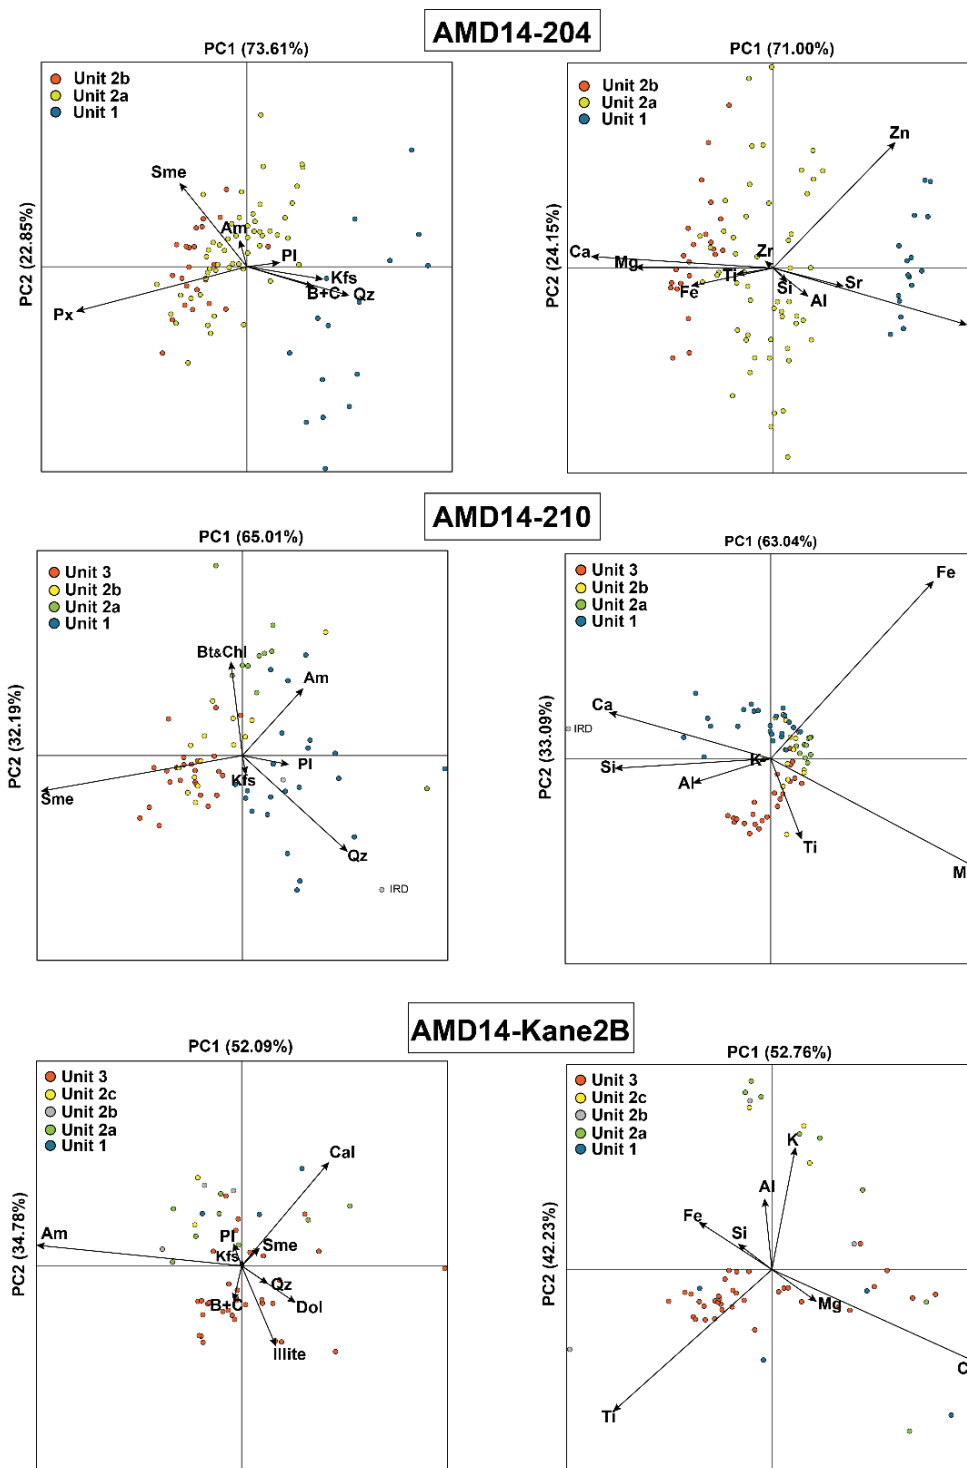 AMD14-204
PC1 (73.61%)
PC2 (22.85%)
Unit 2b
Unit 2a
Unit 1
Sme
Am
Pl
Kfs
B+C
Qz
Px
PC1 (71.00%)
PC2 (24.15%)
Unit 2b
Unit 2a
Unit 1
Zn
Ca
Mg
Zr
Ti
Fe
Si
Al
Sr
AMD14-210
PC1 (65.01%)
PC2 (32.19%)
Unit 3
Unit 2b
Unit 2a
Unit 1
Bt&Chl
Am
Pl
Kfs
Sme
Qz
IRD
PC1 (63.04%)
PC2 (33.09%)
Unit 3
Unit 2b
Unit 2a
Unit 1
Fe
Ca
IRD
K
Si
Al
Ti
M
AMD14-Kane2B
PC1 (52.09%)
PC2 (34.78%)
Unit 3
Unit 2c
Unit 2b
Unit 2a
Unit 1
Cal
Am
Pl
Sme
Kfs
Qz
B+C
Dol
Illite
PC1 (52.76%)
PC2 (42.23%)
Unit 3
Unit 2c
Unit 2b
Unit 2a
Unit 1
K
Al
Fe
Si
Mg
C
Ti